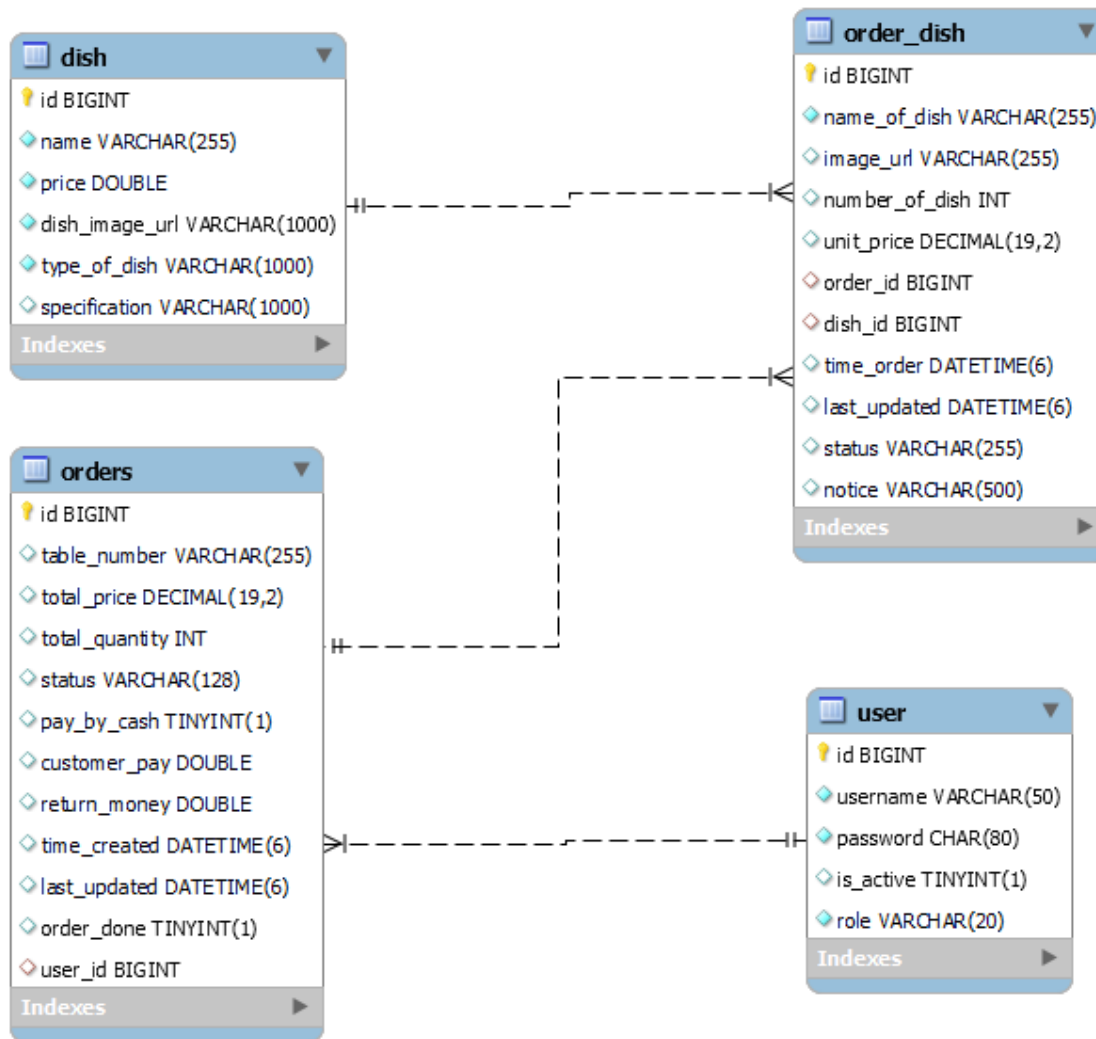 dish
id BIGINT
name VARCHAR(255)
price DOUBLE
dish_image_url VARCHAR(1000)
type_of_dish VARCHAR(1000)
specification VARCHAR(1000)
Indexes
order_dish
id BIGINT
name_of_dish VARCHAR(255)
image_url VARCHAR(255)
number_of_dish INT
unit_price DECIMAL(19,2)
order_id BIGINT
dish_id BIGINT
time_order DATETIME(6)
last_updated DATETIME(6)
status VARCHAR(255)
notice VARCHAR(500)
Indexes
orders
id BIGINT
table_number VARCHAR(255)
total_price DECIMAL(19,2)
total_quantity INT
status VARCHAR(128)
pay_by_cash TINYINT(1)
customer_pay DOUBLE
return_money DOUBLE
time_created DATETIME(6)
last_updated DATETIME(6)
order_done TINYINT(1)
user_id BIGINT
Indexes
user
id BIGINT
username VARCHAR(50)
password CHAR(80)
is_active TINYINT(1)
role VARCHAR(20)
Indexes